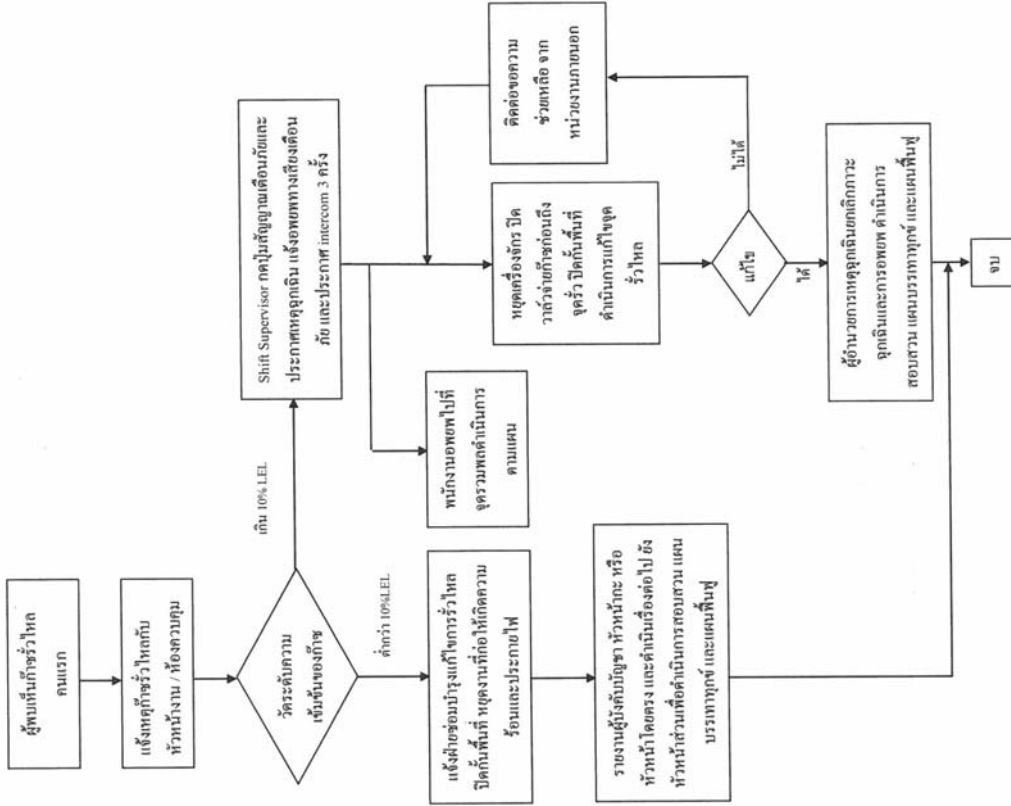 ผู้พบเห็นก๊าซรั่วไหล
คนแรก
แจ้งเหตุก๊าซรั่วไหลกับ
หัวหน้างาน / ห้องควบคุม
วัดระดับความ
เข้มข้นของก๊าซ
เกิน 10% LEL
ต่ำกว่า 10%LEL
Shift Supervisor กดปุ่มสัญญาณเตือนภัยและ
ประกาศเหตุฉุกเฉิน แจ้งอพยพทางเสียงเตือน
ภัย และประกาศ intercom 3 ครั้ง
แจ้งฝ่ายซ่อมบำรุงแก้ไขการรั่วไหล
ปิดกั้นพื้นที่ หยุดงานที่ก่อให้เกิดความ
ร้อนและประกายไฟ
พนักงานอพยพไปที่
จุดรวมพลดำเนินการ
ตามแผน
หยุดเครื่องจักร ปิด
วาล์วจ่ายก๊าซก่อนถึง
จุดรั่ว ปิดกั้นพื้นที่
ดำเนินการแก้ไขจุด
รั่วไหล
ติดต่อขอความ
ช่วยเหลือ จาก
หน่วยงานภายนอก
รายงานผู้บังคับบัญชา หัวหน้ากะ หรือ
หัวหน้าโดยตรง และดำเนินเรื่องต่อไป ยัง
หัวหน้าส่วนเพื่อดำเนินการสอบสวน แผน
บรรเทาทุกข์ และแผนฟื้นฟู
แก้ไข
ไม่ได้
ได้
ผู้อำนวยการเหตุฉุกเฉินยกเลิกภาวะ
ฉุกเฉินและการอพยพ ดำเนินการ
สอบสวน แผนบรรเทาทุกข์ และแผนฟื้นฟู
จบ